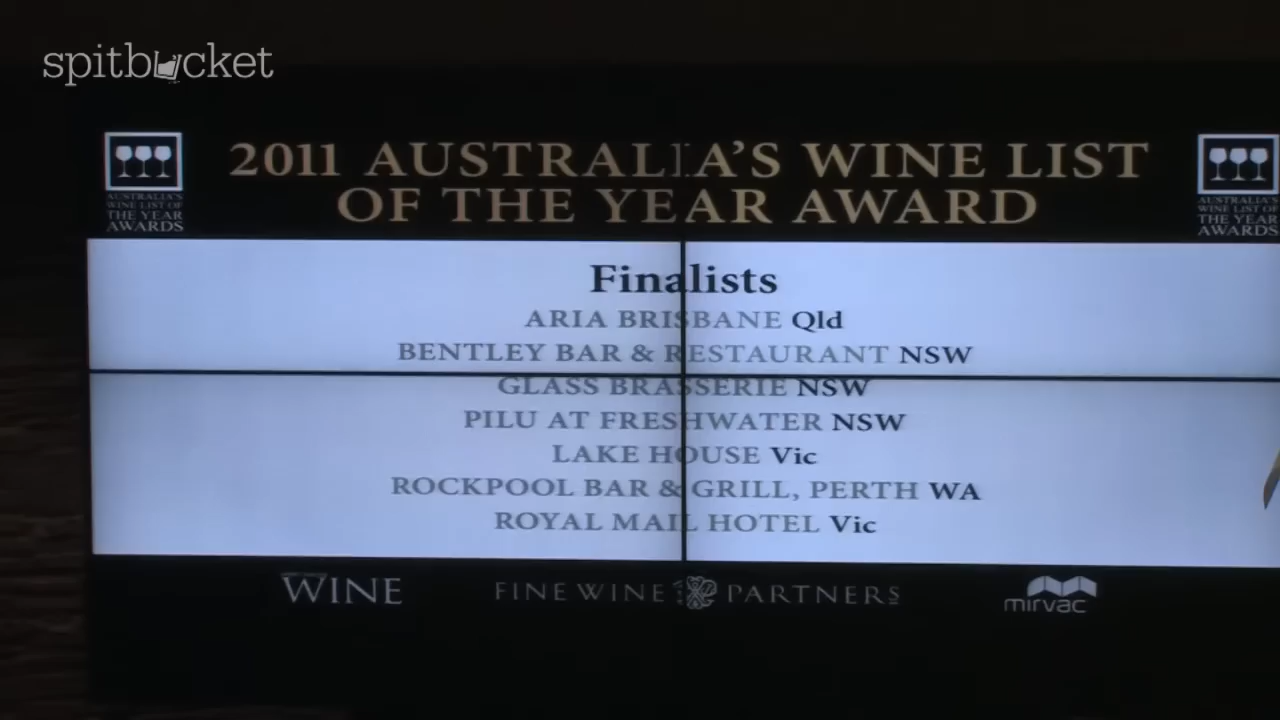 spitbucket
2011 AUSTRALIA'S WINE LIST
OF THE YEAR AWARD
AUSTRALIA'S
WINE LIST OF
THE YEAR
AWARDS
AUSTRALIA'S
WINE LIST OF
THE YEAR
AWARDS
Finalists
ARIA BRISBANE Qld
BENTLEY BAR & RESTAURANT NSW
GLASS BRASSERIE NSW
PILU AT FRESHWATER NSW
LAKE HOUSE Vic
ROCKPOOL BAR & GRILL, PERTH WA
ROYAL MAIL HOTEL Vic
WINE
FINE WINE PARTNERS
mirvac